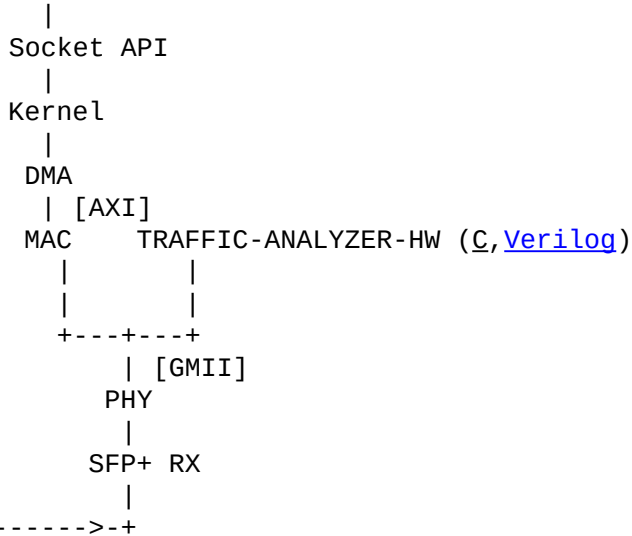 |
Socket API
    |
Kernel
    |
  DMA
    | [AXI]
  MAC    TRAFFIC-ANALYZER-HW (C,Verilog)
     |        |
     |        |
     +---+---+
         | [GMII]
       PHY
         |
      SFP+ RX
         |
------>-+